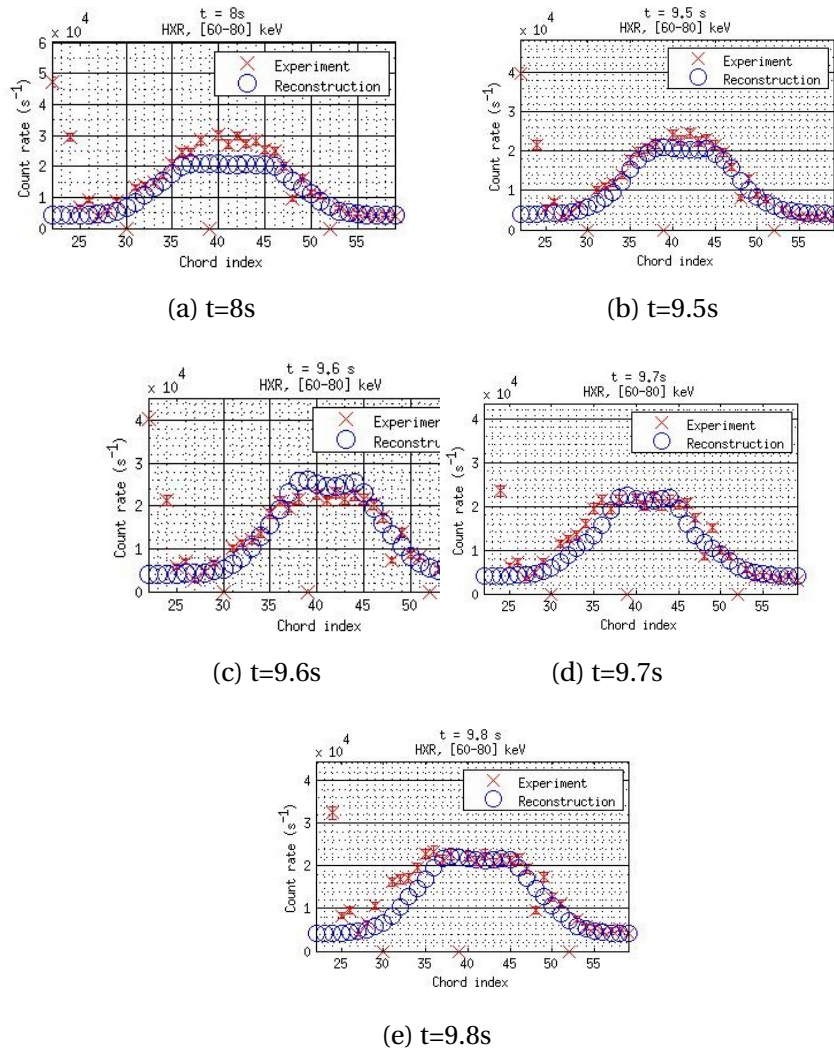 t = 8s
x 10^4
HXR, [60-80] keV
Experiment
Reconstruction
Count rate (s^-1)
6
5
4
3
2
1
0
25 30 35 40 45 50 55
Chord index
(a) t=8s
t = 9.5 s
x 10^4
HXR, [60-80] keV
Experiment
Reconstruction
Count rate (s^-1)
4
3
2
1
0
25 30 35 40 45 50 55
Chord index
(b) t=9.5s
t = 9.6 s
x 10^4
HXR, [60-80] keV
Experimen
Reconstru
Count rate (s^-1)
4
3
2
1
0
25 30 35 40 45 50
Chord index
(c) t=9.6s
t = 9.7s
x 10^4
HXR, [60-80] keV
Experiment
Reconstruction
Count rate (s^-1)
4
3
2
1
0
25 30 35 40 45 50 55
Chord index
(d) t=9.7s
t = 9.8 s
x 10^4
HXR, [60-80] keV
Experiment
Reconstruction
Count rate (s^-1)
4
3
2
1
0
25 30 35 40 45 50 55
Chord index
(e) t=9.8s